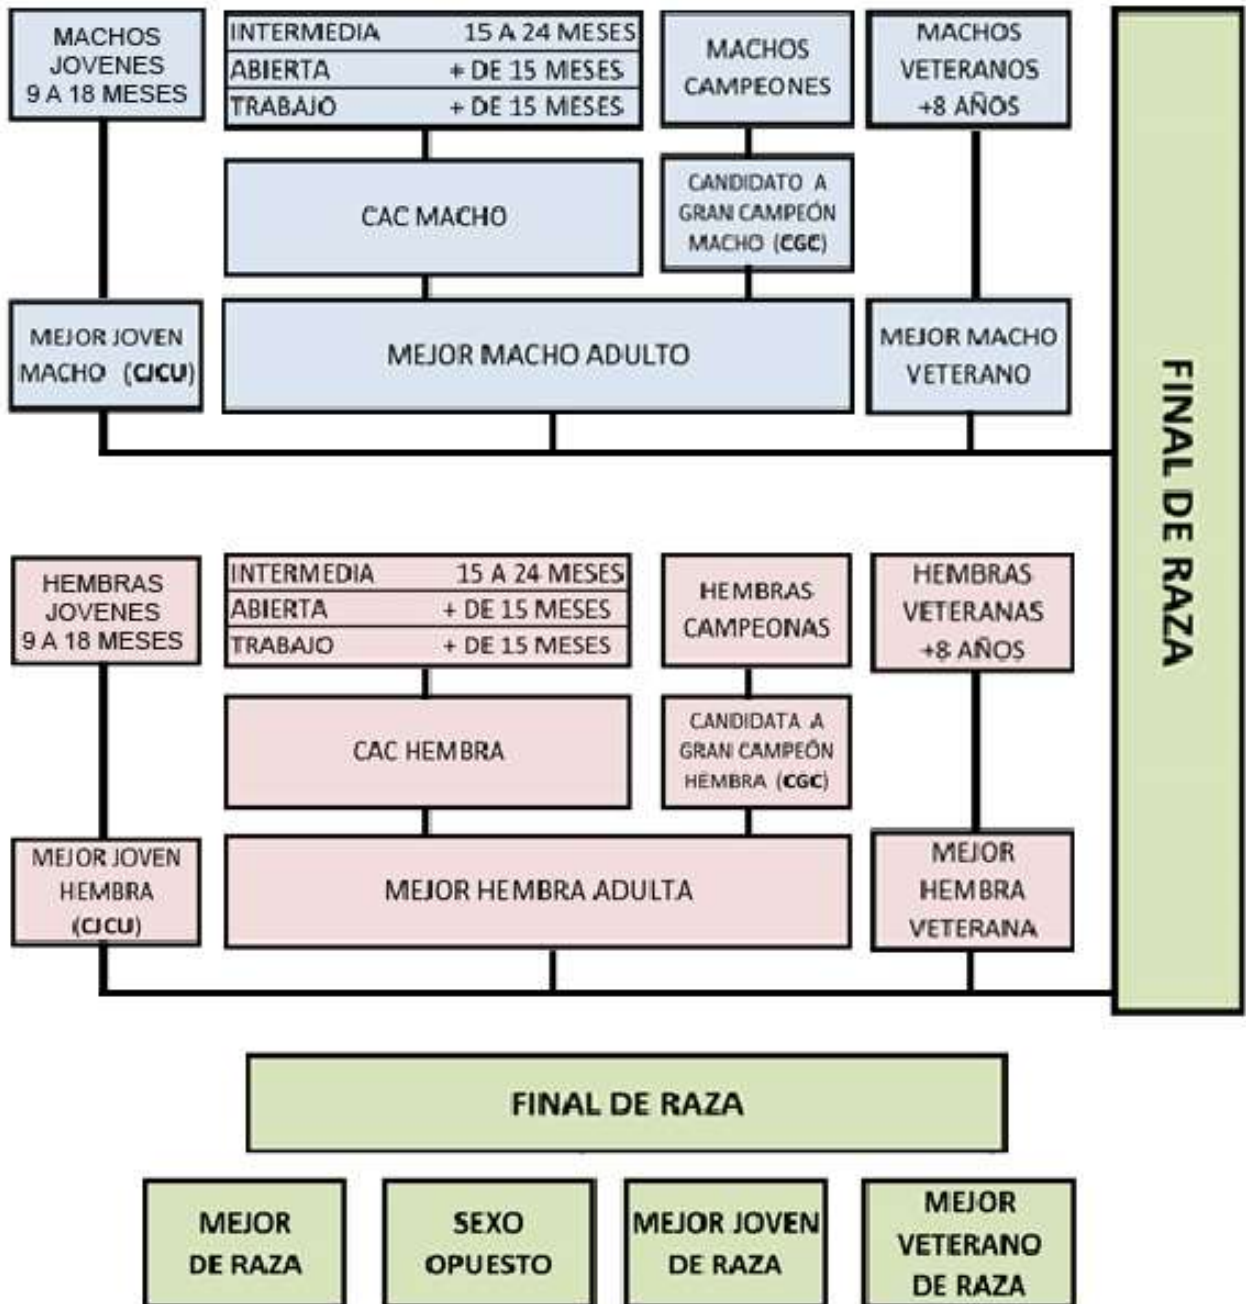 MACHOS
JOVENES
9 A 18 MESES
INTERMEDIA 15 A 24 MESES
ABIERTA + DE 15 MESES
TRABAJO + DE 15 MESES
MACHOS
CAMPEONES
MACHOS
VETERANOS
+8 AÑOS
CAC MACHO
CANDIDATO A
GRAN CAMPEÓN
MACHO (CGC)
MEJOR JOVEN
MACHO (CJCU)
MEJOR MACHO ADULTO
MEJOR MACHO
VETERANO
FINAL DE RAZA
HEMBRAS
JOVENES
9 A 18 MESES
INTERMEDIA 15 A 24 MESES
ABIERTA + DE 15 MESES
TRABAJO + DE 15 MESES
HEMBRAS
CAMPEONAS
HEMBRAS
VETERANAS
+8 AÑOS
CAC HEMBRA
CANDIDATA A
GRAN CAMPEÓN
HEMBRA (CGC)
MEJOR JOVEN
HEMBRA
(CJCU)
MEJOR HEMBRA ADULTA
MEJOR
HEMBRA
VETERANA
FINAL DE RAZA
MEJOR
DE RAZA
SEXO
OPUESTO
MEJOR JOVEN
DE RAZA
MEJOR
VETERANO
DE RAZA